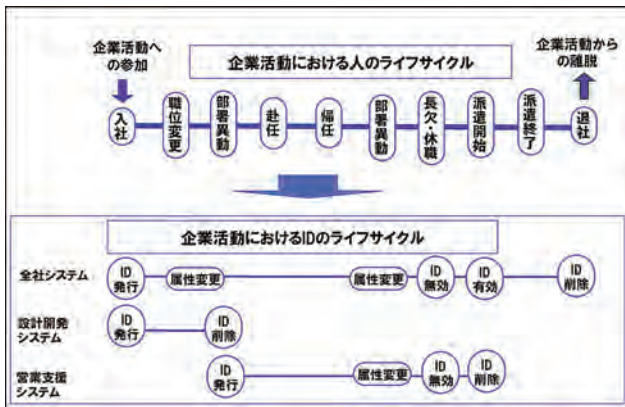 企業活動へ
の参加
企業活動における人のライフサイクル
企業活動から
の離脱
入社
職位変更
部署異動
赴任
帰任
部署異動
長欠・休職
派遣開始
派遣終了
退社
企業活動におけるIDのライフサイクル
全社システム
ID
発行
属性変更
属性変更
ID
無効
ID
有効
ID
削除
設計開発
システム
ID
発行
ID
削除
営業支援
システム
ID
発行
属性変更
ID
無効
ID
削除